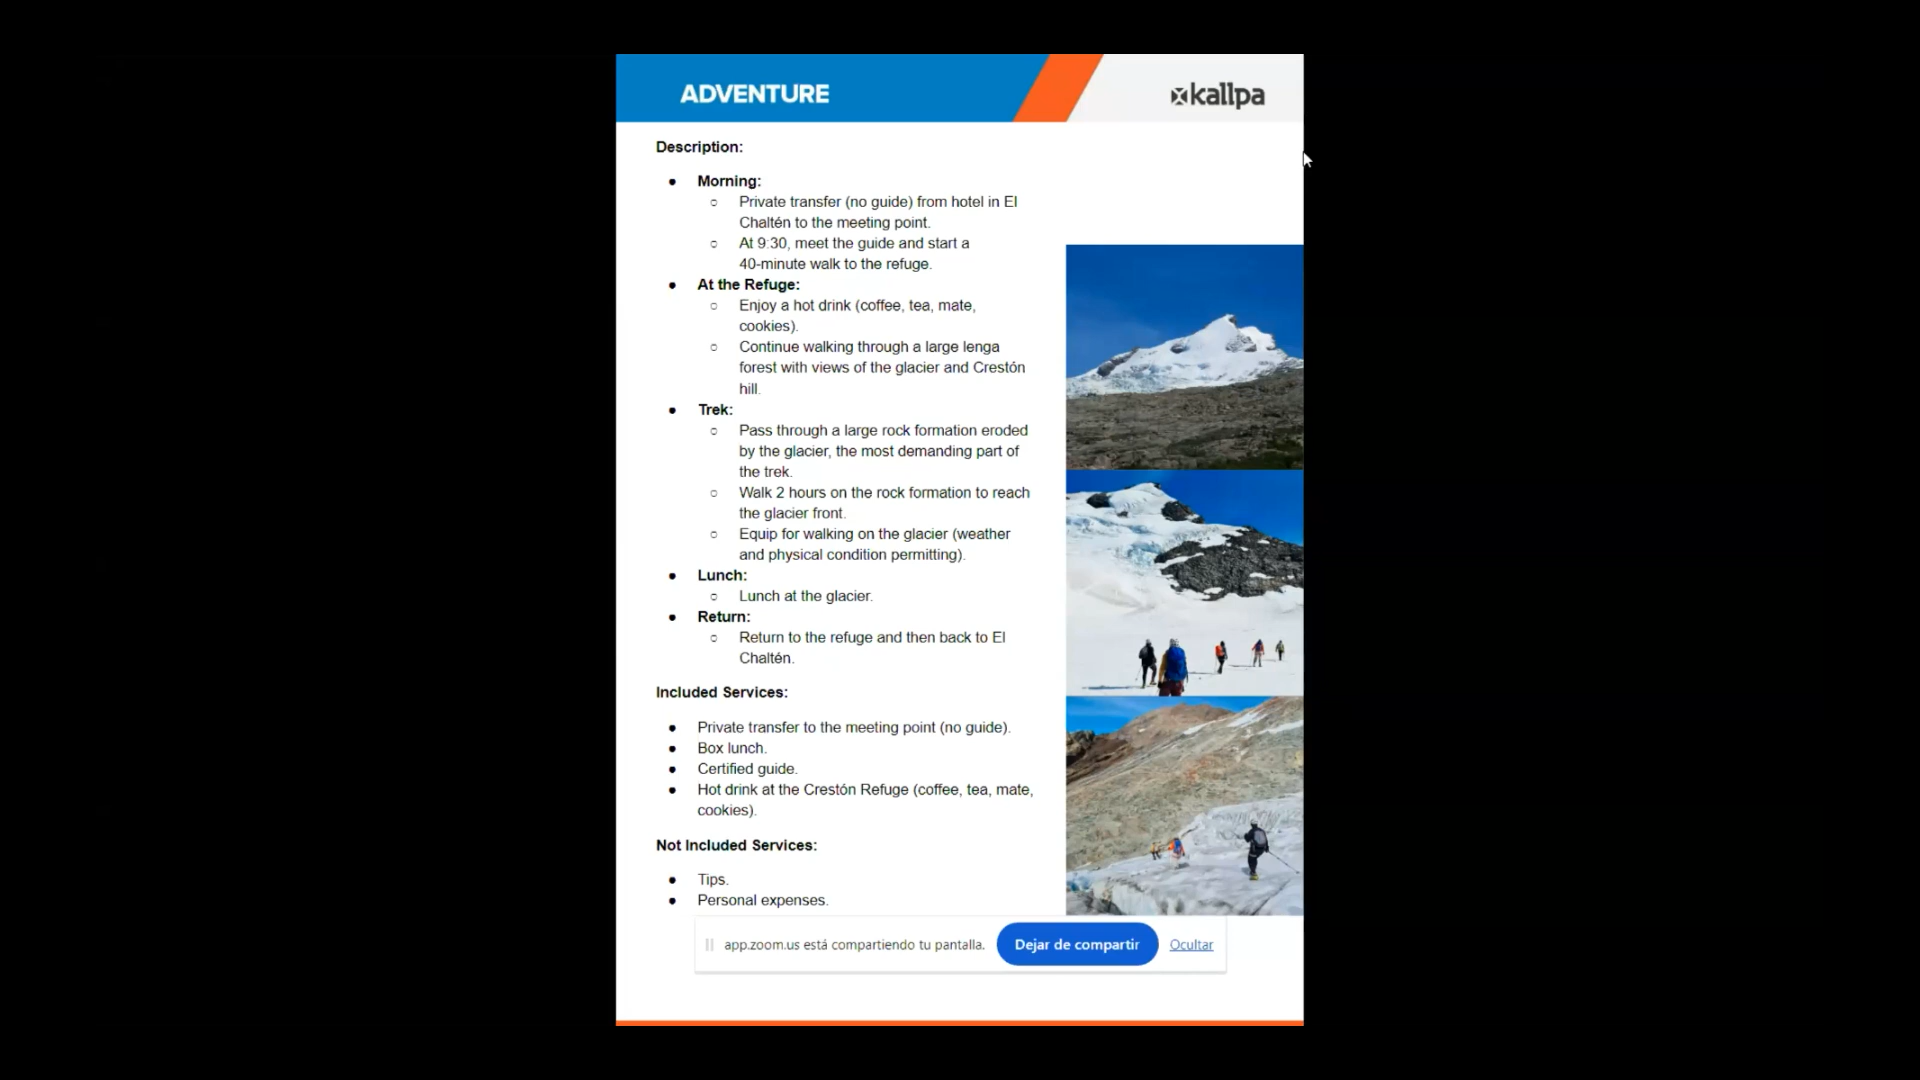 ADVENTURE
kallpa
Description:
● Morning:
○ Private transfer (no guide) from hotel in El
Chaltén to the meeting point.
○ At 9:30, meet the guide and start a
40-minute walk to the refuge.
● At the Refuge:
○ Enjoy a hot drink (coffee, tea, mate,
cookies).
○ Continue walking through a large lenga
forest with views of the glacier and Crestón
hill.
● Trek:
○ Pass through a large rock formation eroded
by the glacier, the most demanding part of
the trek.
○ Walk 2 hours on the rock formation to reach
the glacier front.
○ Equip for walking on the glacier (weather
and physical condition permitting).
● Lunch:
○ Lunch at the glacier.
● Return:
○ Return to the refuge and then back to El
Chaltén.
Included Services:
● Private transfer to the meeting point (no guide).
● Box lunch.
● Certified guide.
● Hot drink at the Crestón Refuge (coffee, tea, mate,
cookies).
Not Included Services:
● Tips.
● Personal expenses.
app.zoom.us está compartiendo tu pantalla. Dejar de compartir Ocultar